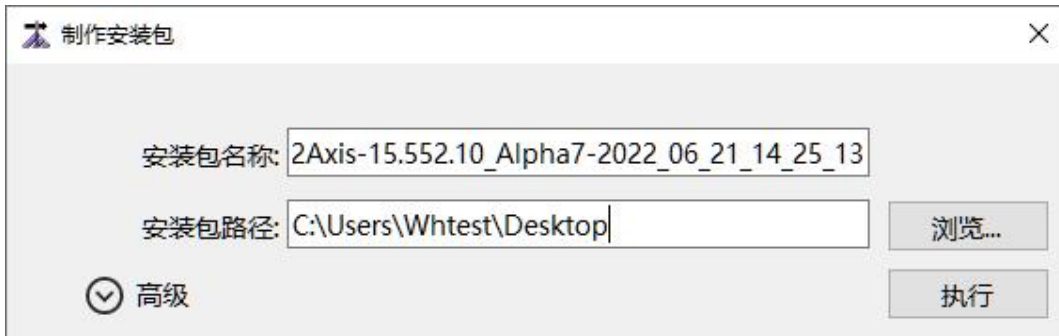 制作安装包
安装包名称: 2Axis-15.552.10_Alpha7-2022_06_21_14_25_13
安装包路径: C:\Users\Whtest\Desktop 浏览...
高级 执行